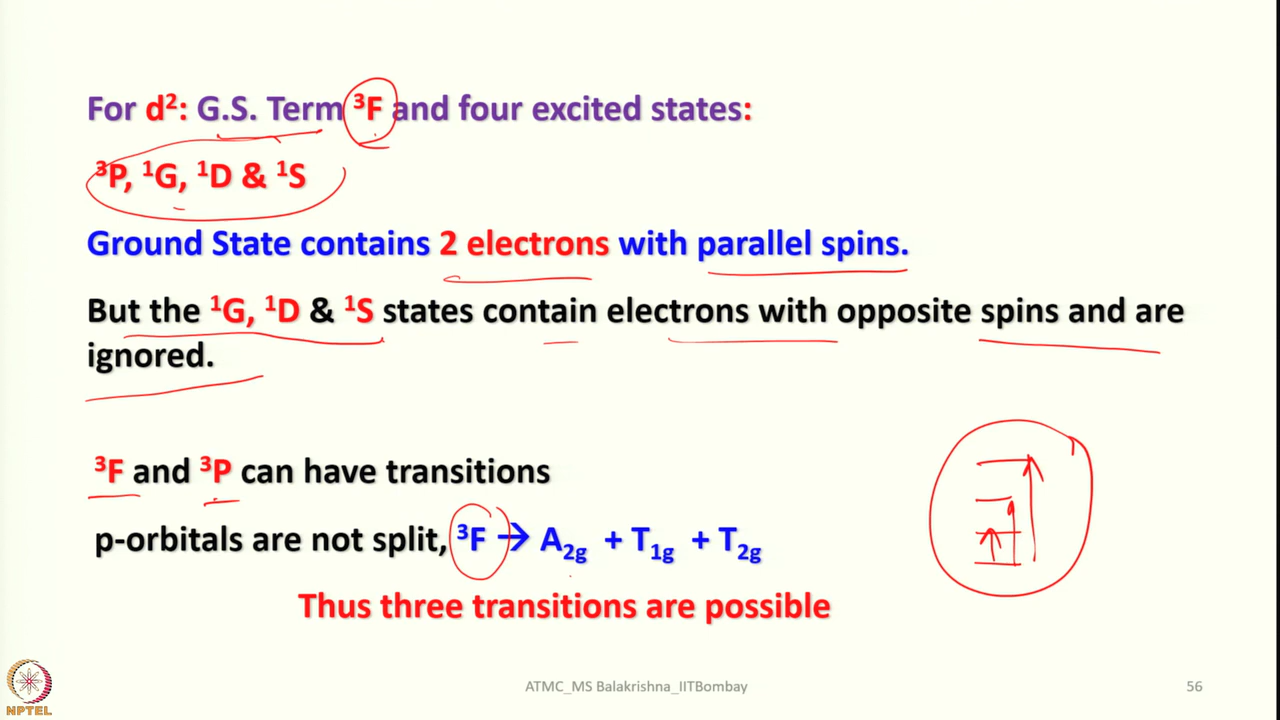 For d²: G.S. Term ³F and four excited states:
³P, ¹G, ¹D & ¹S
Ground State contains 2 electrons with parallel spins.
But the ¹G, ¹D & ¹S states contain electrons with opposite spins and are
ignored.
³F and ³P can have transitions
p-orbitals are not split, ³F → A₂g + T₁g + T₂g
Thus three transitions are possible
NPTEL
ATMC_MS Balakrishna_IITBombay
56